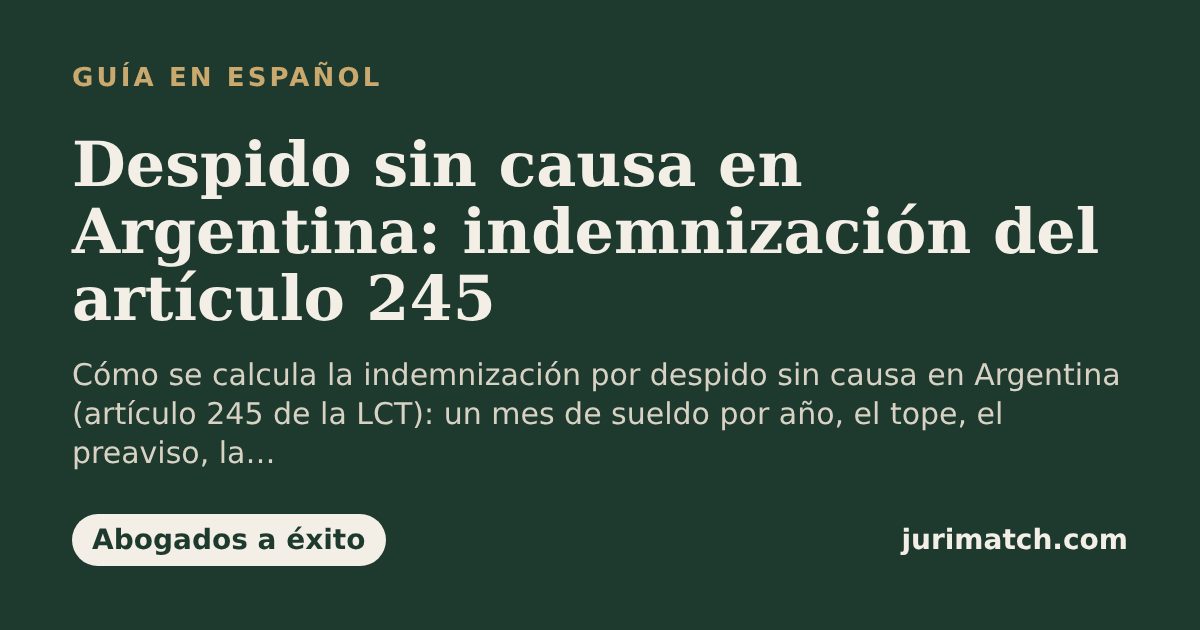 GUÍA EN ESPAÑOL
Despido sin causa en
Argentina: indemnización del
artículo 245
Cómo se calcula la indemnización por despido sin causa en Argentina
(artículo 245 de la LCT): un mes de sueldo por año, el tope, el
preaviso, la…
Abogados a éxito
jurimatch.com